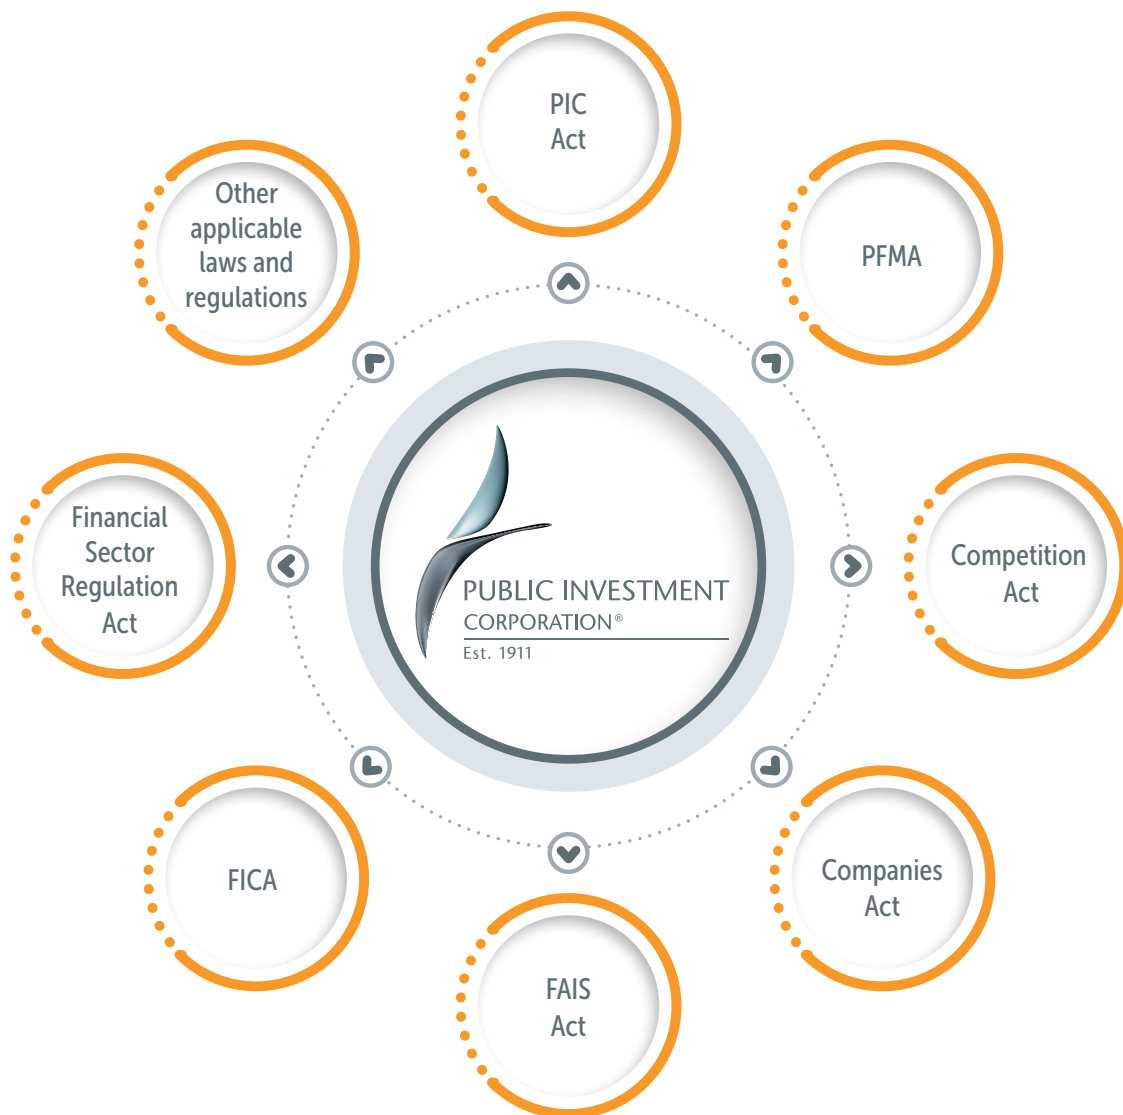 PIC
Act
Other
applicable
laws and
regulations
PFMA
Financial
Sector
Regulation
Act
PUBLIC INVESTMENT
CORPORATION®
Est. 1911
Competition
Act
FICA
Companies
Act
FAIS
Act